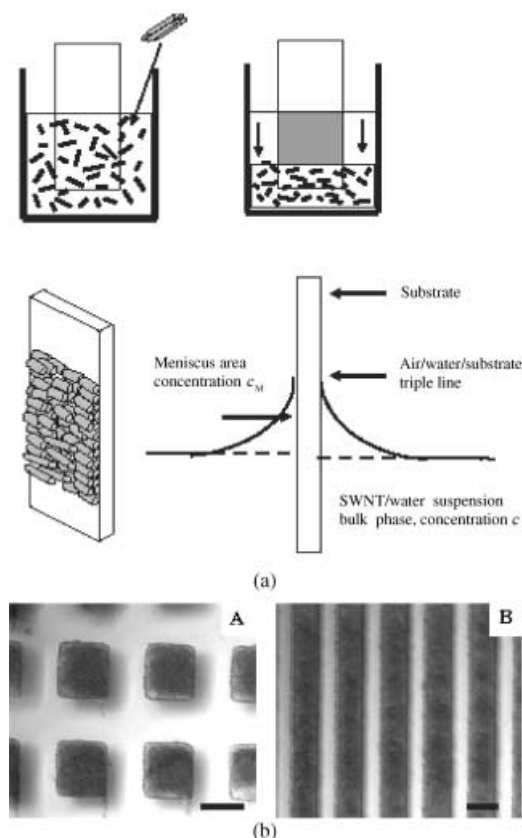 Substrate
Meniscus area
concentration c_M
Air/water/substrate
triple line
SWNT/water suspension
bulk phase, concentration c
(a)
A
B
(b)